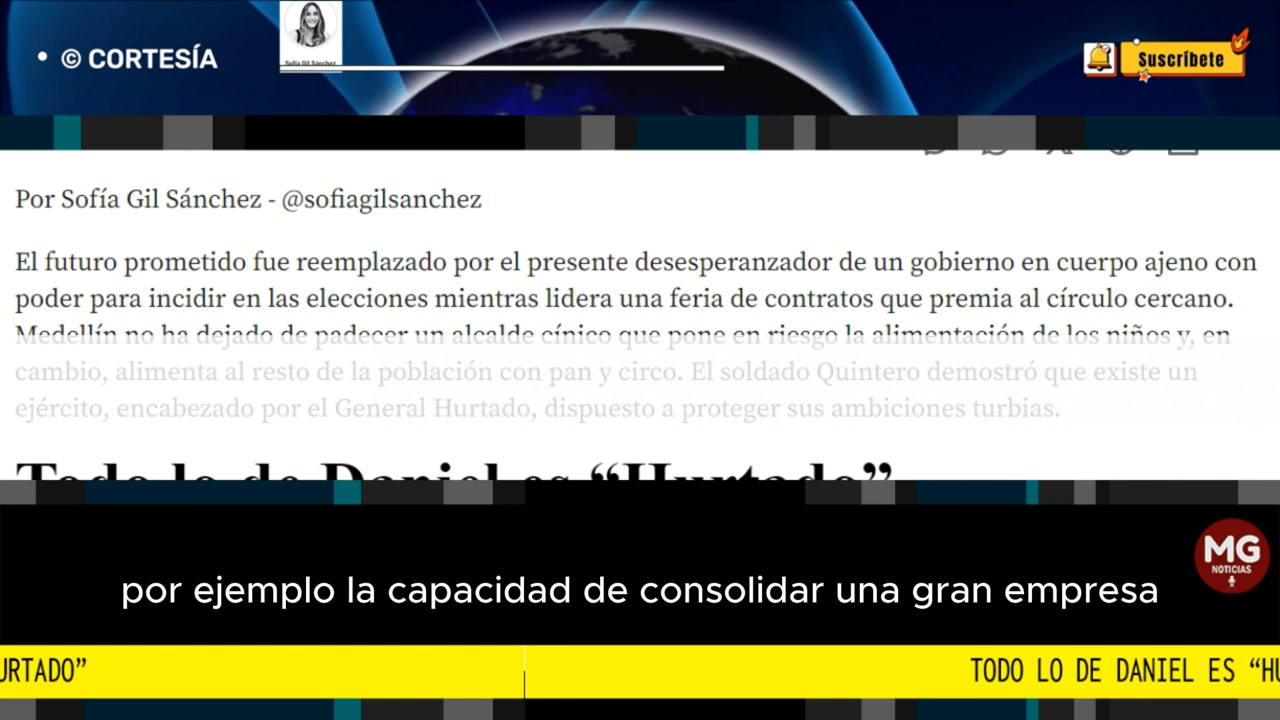 • © CORTESÍA
Sofía Gil Sánchez
Suscríbete
Por Sofía Gil Sánchez - @sofiagilsanchez
El futuro prometido fue reemplazado por el presente desesperanzador de un gobierno en cuerpo ajeno con
poder para incidir en las elecciones mientras lidera una feria de contratos que premia al círculo cercano.
Medellín no ha dejado de padecer un alcalde cínico que pone en riesgo la alimentación de los niños y, en
cambio, alimenta al resto de la población con pan y circo. El soldado Quintero demostró que existe un
ejército, encabezado por el General Hurtado, dispuesto a proteger sus ambiciones turbias.
Todo lo de Daniel es “Hurtado”
MG
NOTICIAS
por ejemplo la capacidad de consolidar una gran empresa
URTADO” TODO LO DE DANIEL ES “HU